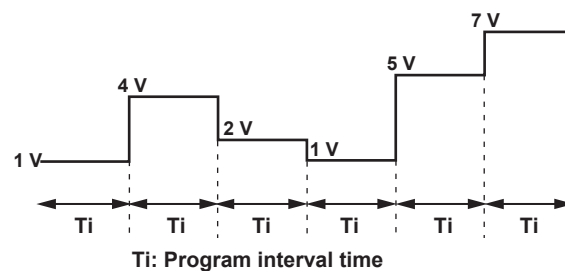 7 V
5 V
4 V
2 V
1 V
1 V
Ti Ti Ti Ti Ti Ti
Ti: Program interval time